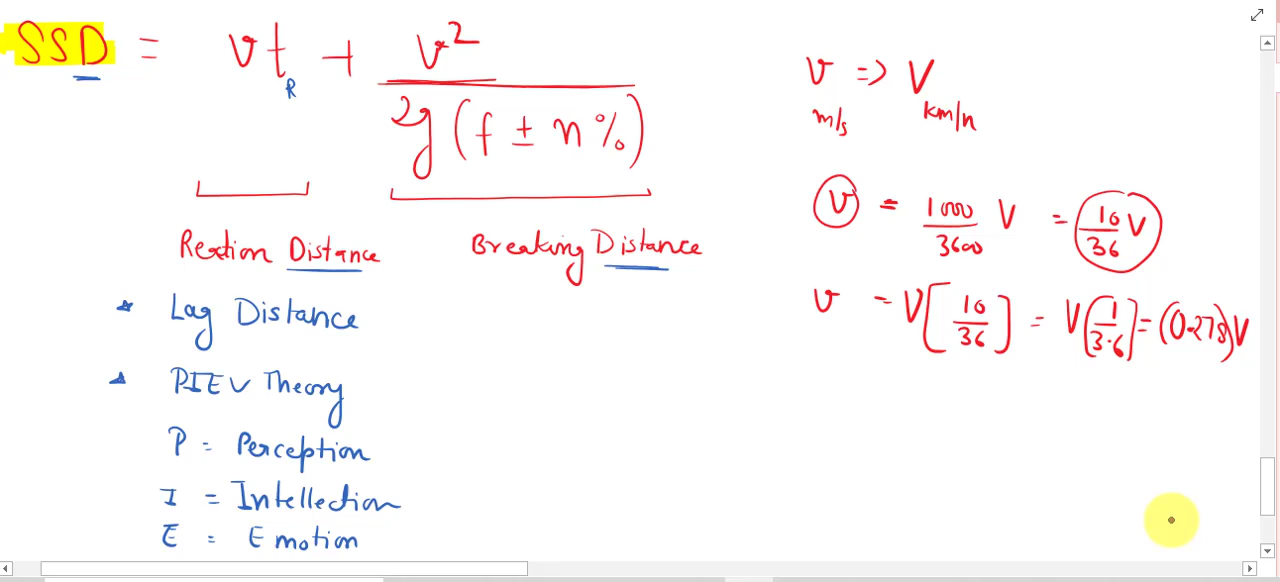 SSD = vt_R + v² / 2g (f ± n%)
Reaction Distance
Breaking Distance
* Lag Distance
* PIEV Theory
P = Perception
I = Intellection
E = Emotion
v => V
m/s km/h
v = 1000/3600 V = 10/36 V
v = V[10/36] = V(1/3.6) = (0.278)V